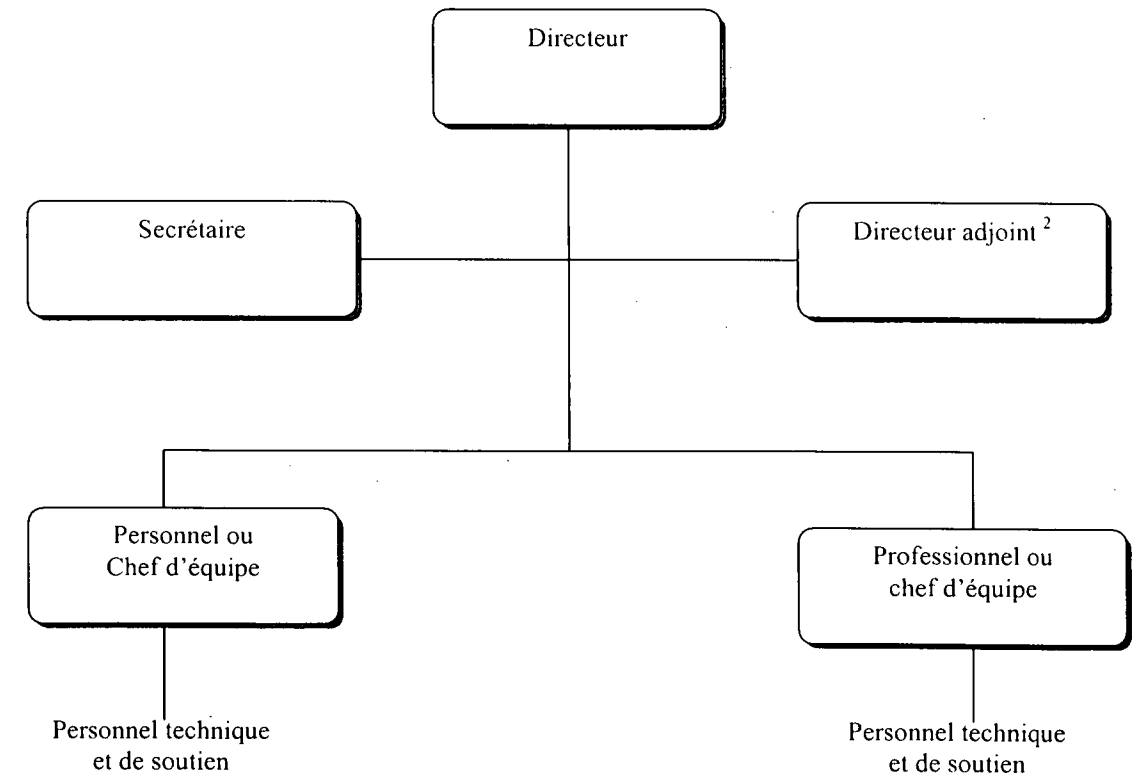 Directeur
Secrétaire
Directeur adjoint ²
Personnel ou
Chef d'équipe
Professionnel ou
chef d'équipe
Personnel technique
et de soutien
Personnel technique
et de soutien